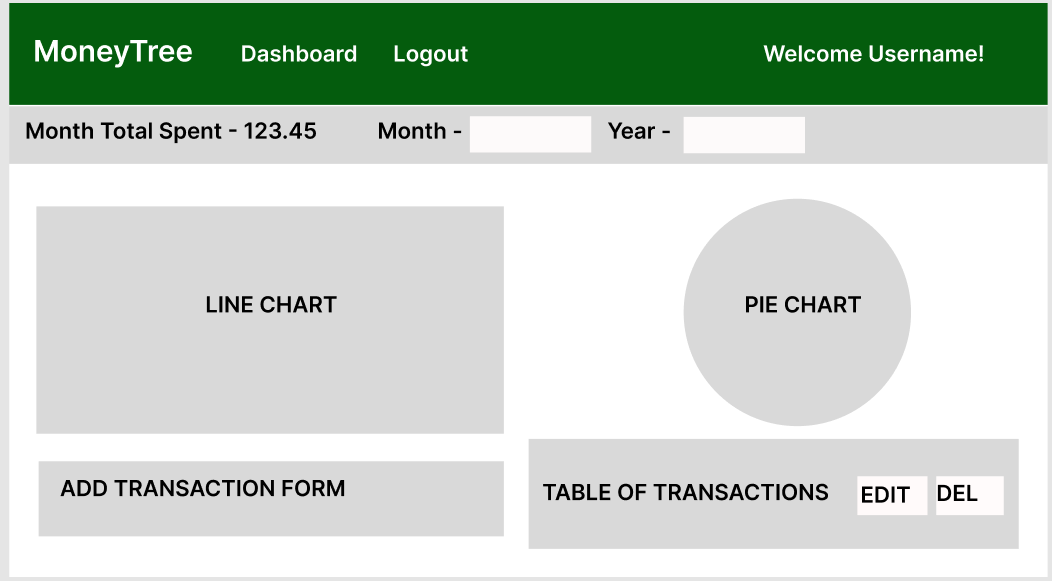 MoneyTree Dashboard Logout Welcome Username!
Month Total Spent - 123.45 Month - Year -
LINE CHART
PIE CHART
ADD TRANSACTION FORM
TABLE OF TRANSACTIONS EDIT DEL